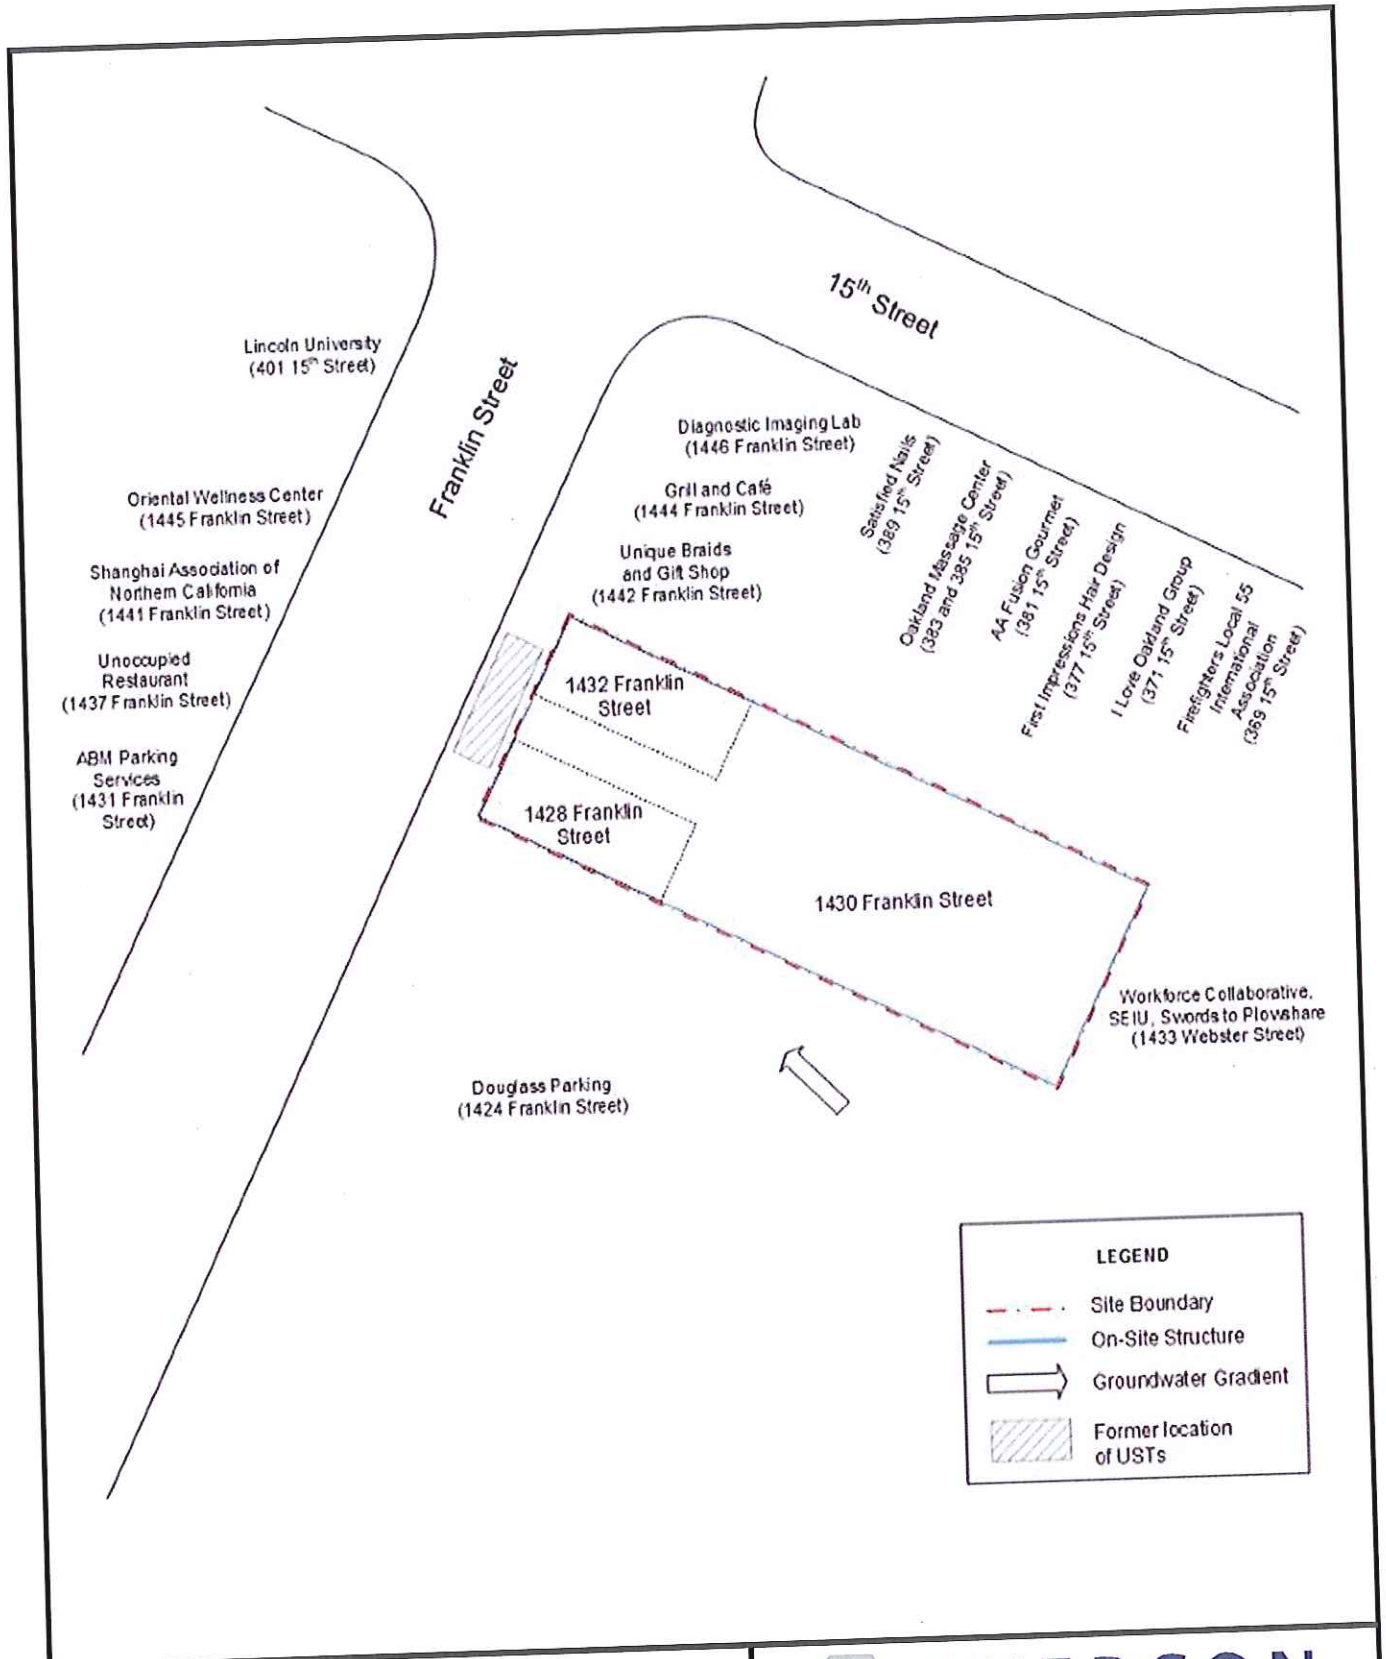 15th Street
Lincoln University
(401 15th Street)
Franklin Street
Diagnostic Imaging Lab
(1446 Franklin Street)
Grill and Café
(1444 Franklin Street)
Unique Braids
and Gift Shop
(1442 Franklin Street)
Satisfied Nails
(389 15th Street)
Oakland Massage Center
(383 and 385 15th Street)
AA Fusion Gourmet
(381 15th Street)
First Impressions Hair Design
(377 15th Street)
I Love Oakland Group
(371 15th Street)
Firefighters Local 55
International
Association
(369 15th Street)
Oriental Wellness Center
(1445 Franklin Street)
Shanghai Association of
Northern California
(1441 Franklin Street)
Unoccupied
Restaurant
(1437 Franklin Street)
ABM Parking
Services
(1431 Franklin
Street)
1432 Franklin
Street
1428 Franklin
Street
1430 Franklin Street
Workforce Collaborative,
SEIU, Swords to Plowshare
(1433 Webster Street)
Douglass Parking
(1424 Franklin Street)
LEGEND
Site Boundary
On-Site Structure
Groundwater Gradient
Former location
of USTs